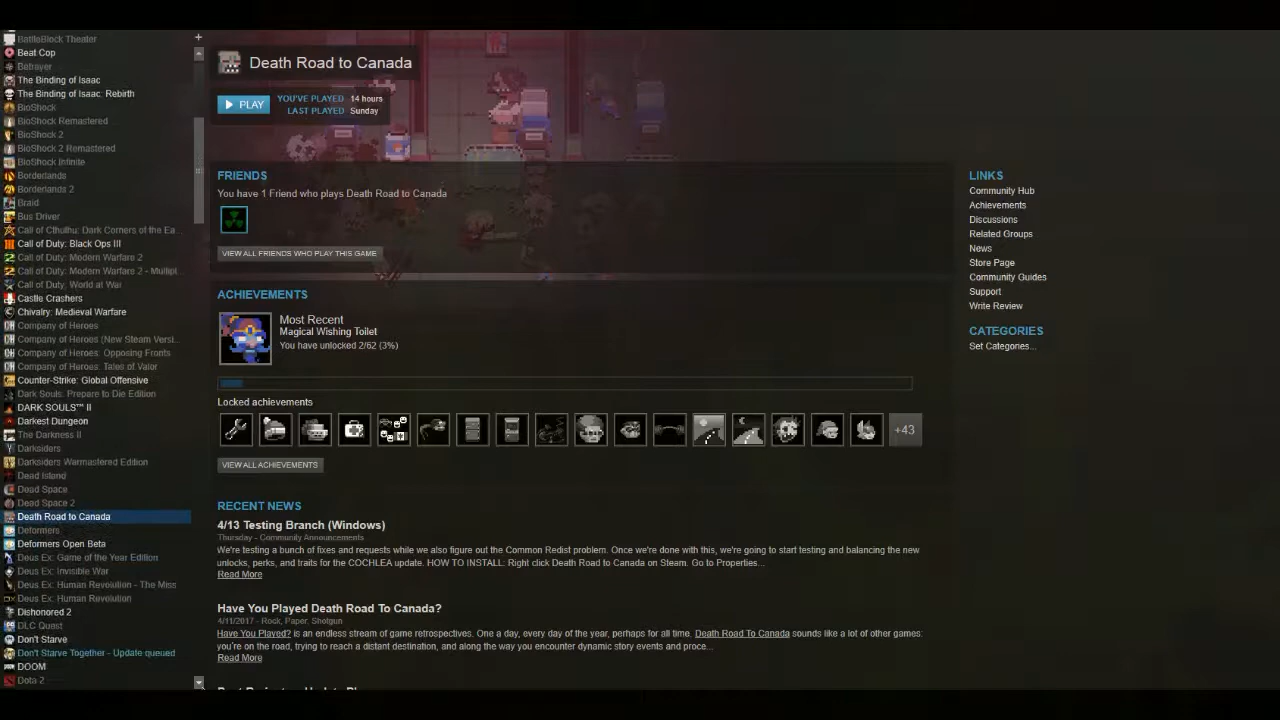 BattleBlock Theater
Beat Cop
Betrayer
The Binding of Isaac
The Binding of Isaac: Rebirth
BioShock
BioShock Remastered
BioShock 2
BioShock 2 Remastered
BioShock Infinite
Borderlands
Borderlands 2
Braid
Bus Driver
Call of Cthulhu: Dark Corners of the Ea...
Call of Duty: Black Ops III
Call of Duty: Modern Warfare 2
Call of Duty: Modern Warfare 2 - Multipl...
Call of Duty: World at War
Castle Crashers
Chivalry: Medieval Warfare
Company of Heroes
Company of Heroes (New Steam Versi...
Company of Heroes: Opposing Fronts
Company of Heroes: Tales of Valor
Counter-Strike: Global Offensive
Dark Souls: Prepare to Die Edition
DARK SOULS™ II
Darkest Dungeon
The Darkness II
Darksiders
Darksiders Warmastered Edition
Dead Island
Dead Space
Dead Space 2
Death Road to Canada
Deformers
Deformers Open Beta
Deus Ex: Game of the Year Edition
Deus Ex: Invisible War
Deus Ex: Human Revolution - The Miss
Deus Ex: Human Revolution
Dishonored 2
DLC Quest
Don't Starve
Don't Starve Together - Update queued
DOOM
Dota 2
+
Death Road to Canada
PLAY
YOU'VE PLAYED 14 hours
LAST PLAYED Sunday
FRIENDS
You have 1 Friend who plays Death Road to Canada
VIEW ALL FRIENDS WHO PLAY THIS GAME
ACHIEVEMENTS
Most Recent
Magical Wishing Toilet
You have unlocked 2/62 (3%)
Locked achievements
+43
VIEW ALL ACHIEVEMENTS
RECENT NEWS
4/13 Testing Branch (Windows)
Thursday - Community Announcements
We're testing a bunch of fixes and requests while we also figure out the Common Redist problem. Once we're done with this, we're going to start testing and balancing the new
unlocks, perks, and traits for the COCHLEA update. HOW TO INSTALL: Right click Death Road to Canada on Steam. Go to Properties...
Read More
Have You Played Death Road To Canada?
4/11/2017 - Rock, Paper, Shotgun
Have You Played? is an endless stream of game retrospectives. One a day, every day of the year, perhaps for all time. Death Road To Canada sounds like a lot of other games:
you're on the road, trying to reach a distant destination, and along the way you encounter dynamic story events and proce...
Read More
LINKS
Community Hub
Achievements
Discussions
Related Groups
News
Store Page
Community Guides
Support
Write Review
CATEGORIES
Set Categories...